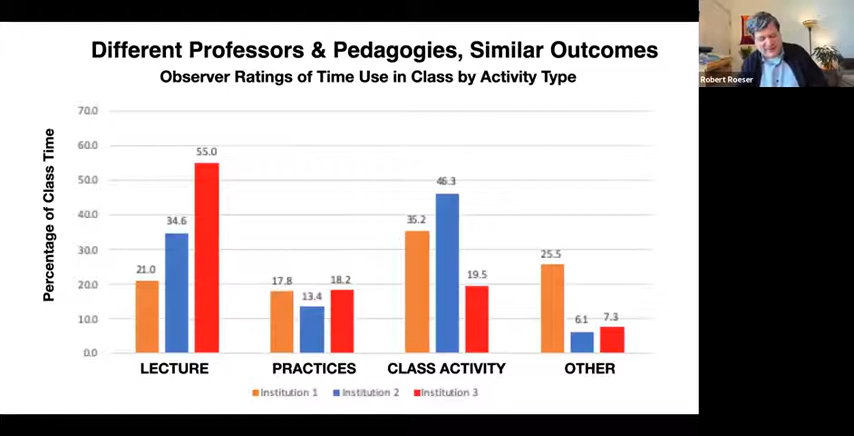 Different Professors & Pedagogies, Similar Outcomes
Observer Ratings of Time Use in Class by Activity Type
Robert Roeser
Percentage of Class Time
70.0
60.0
50.0
40.0
30.0
20.0
10.0
0.0
21.0
34.6
55.0
17.8
13.4
18.2
35.2
46.3
19.5
25.5
6.1
7.3
LECTURE
PRACTICES
CLASS ACTIVITY
OTHER
Institution 1
Institution 2
Institution 3